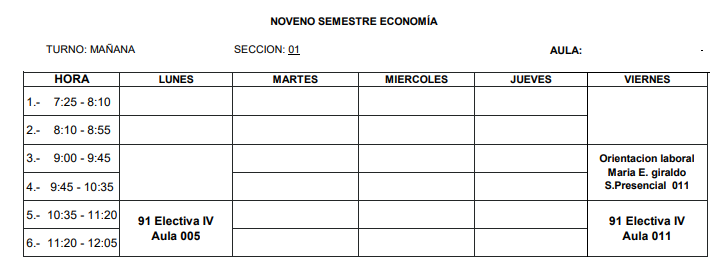 NOVENO SEMESTRE ECONOMÍA
TURNO: MAÑANA SECCION: 01 AULA: -
HORA LUNES MARTES MIERCOLES JUEVES VIERNES
1.- 7:25 - 8:10
2.- 8:10 - 8:55
3.- 9:00 - 9:45
4.- 9:45 - 10:35
Orientacion laboral
Maria E. giraldo
S.Presencial 011
5.- 10:35 - 11:20
6.- 11:20 - 12:05
91 Electiva IV
Aula 005
91 Electiva IV
Aula 011